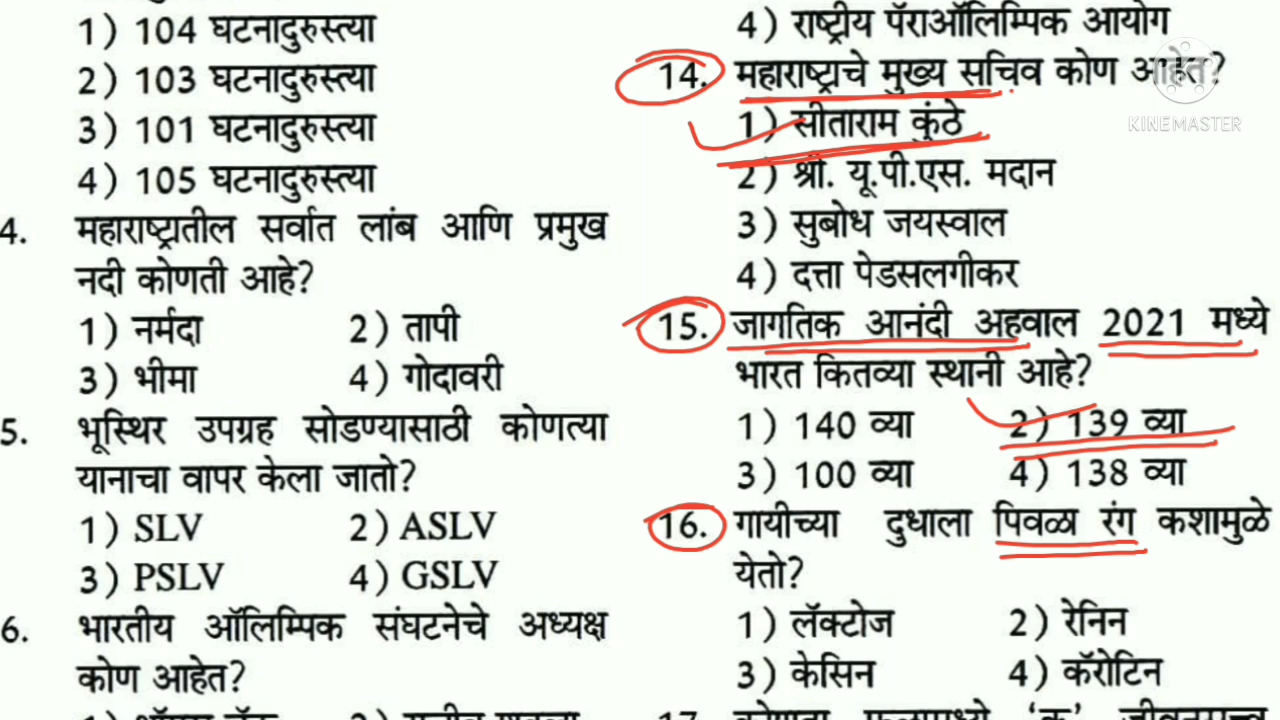 1) 104 घटनादुरुस्त्या
2) 103 घटनादुरुस्त्या
3) 101 घटनादुरुस्त्या
4) 105 घटनादुरुस्त्या
4. महाराष्ट्रातील सर्वात लांब आणि प्रमुख
नदी कोणती आहे?
1) नर्मदा 2) तापी
3) भीमा 4) गोदावरी
5. भूस्थिर उपग्रह सोडण्यासाठी कोणत्या
यानाचा वापर केला जातो?
1) SLV 2) ASLV
3) PSLV 4) GSLV
6. भारतीय ऑलिम्पिक संघटनेचे अध्यक्ष
कोण आहेत?
4) राष्ट्रीय पॅराऑलिम्पिक आयोग
14. महाराष्ट्राचे मुख्य सचिव कोण आहेत?
1) सीताराम कुंठे
2) श्री. यू.पी.एस. मदान
3) सुबोध जयस्वाल
4) दत्ता पेडसलगीकर
15. जागतिक आनंदी अहवाल 2021 मध्ये
भारत कितव्या स्थानी आहे?
1) 140 व्या 2) 139 व्या
3) 100 व्या 4) 138 व्या
16. गायीच्या दुधाला पिवळा रंग कशामुळे
येतो?
1) लॅक्टोज 2) रेनिन
3) केसिन 4) कॅरोटिन
KINEMASTER